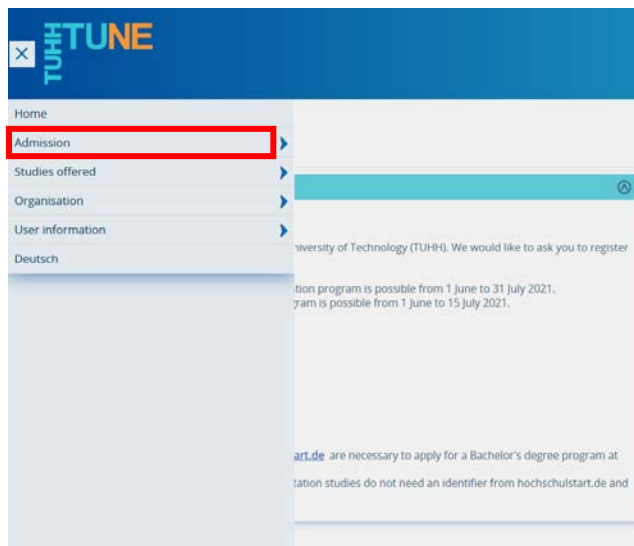 TUHH
TUNE
Home
Admission
Studies offered
Organisation
User information
Deutsch
niversity of Technology (TUHH). We would like to ask you to register
tion program is possible from 1 June to 31 July 2021.
ram is possible from 1 June to 15 July 2021.
art.de are necessary to apply for a Bachelor's degree program at
tation studies do not need an identifier from hochschulstart.de and